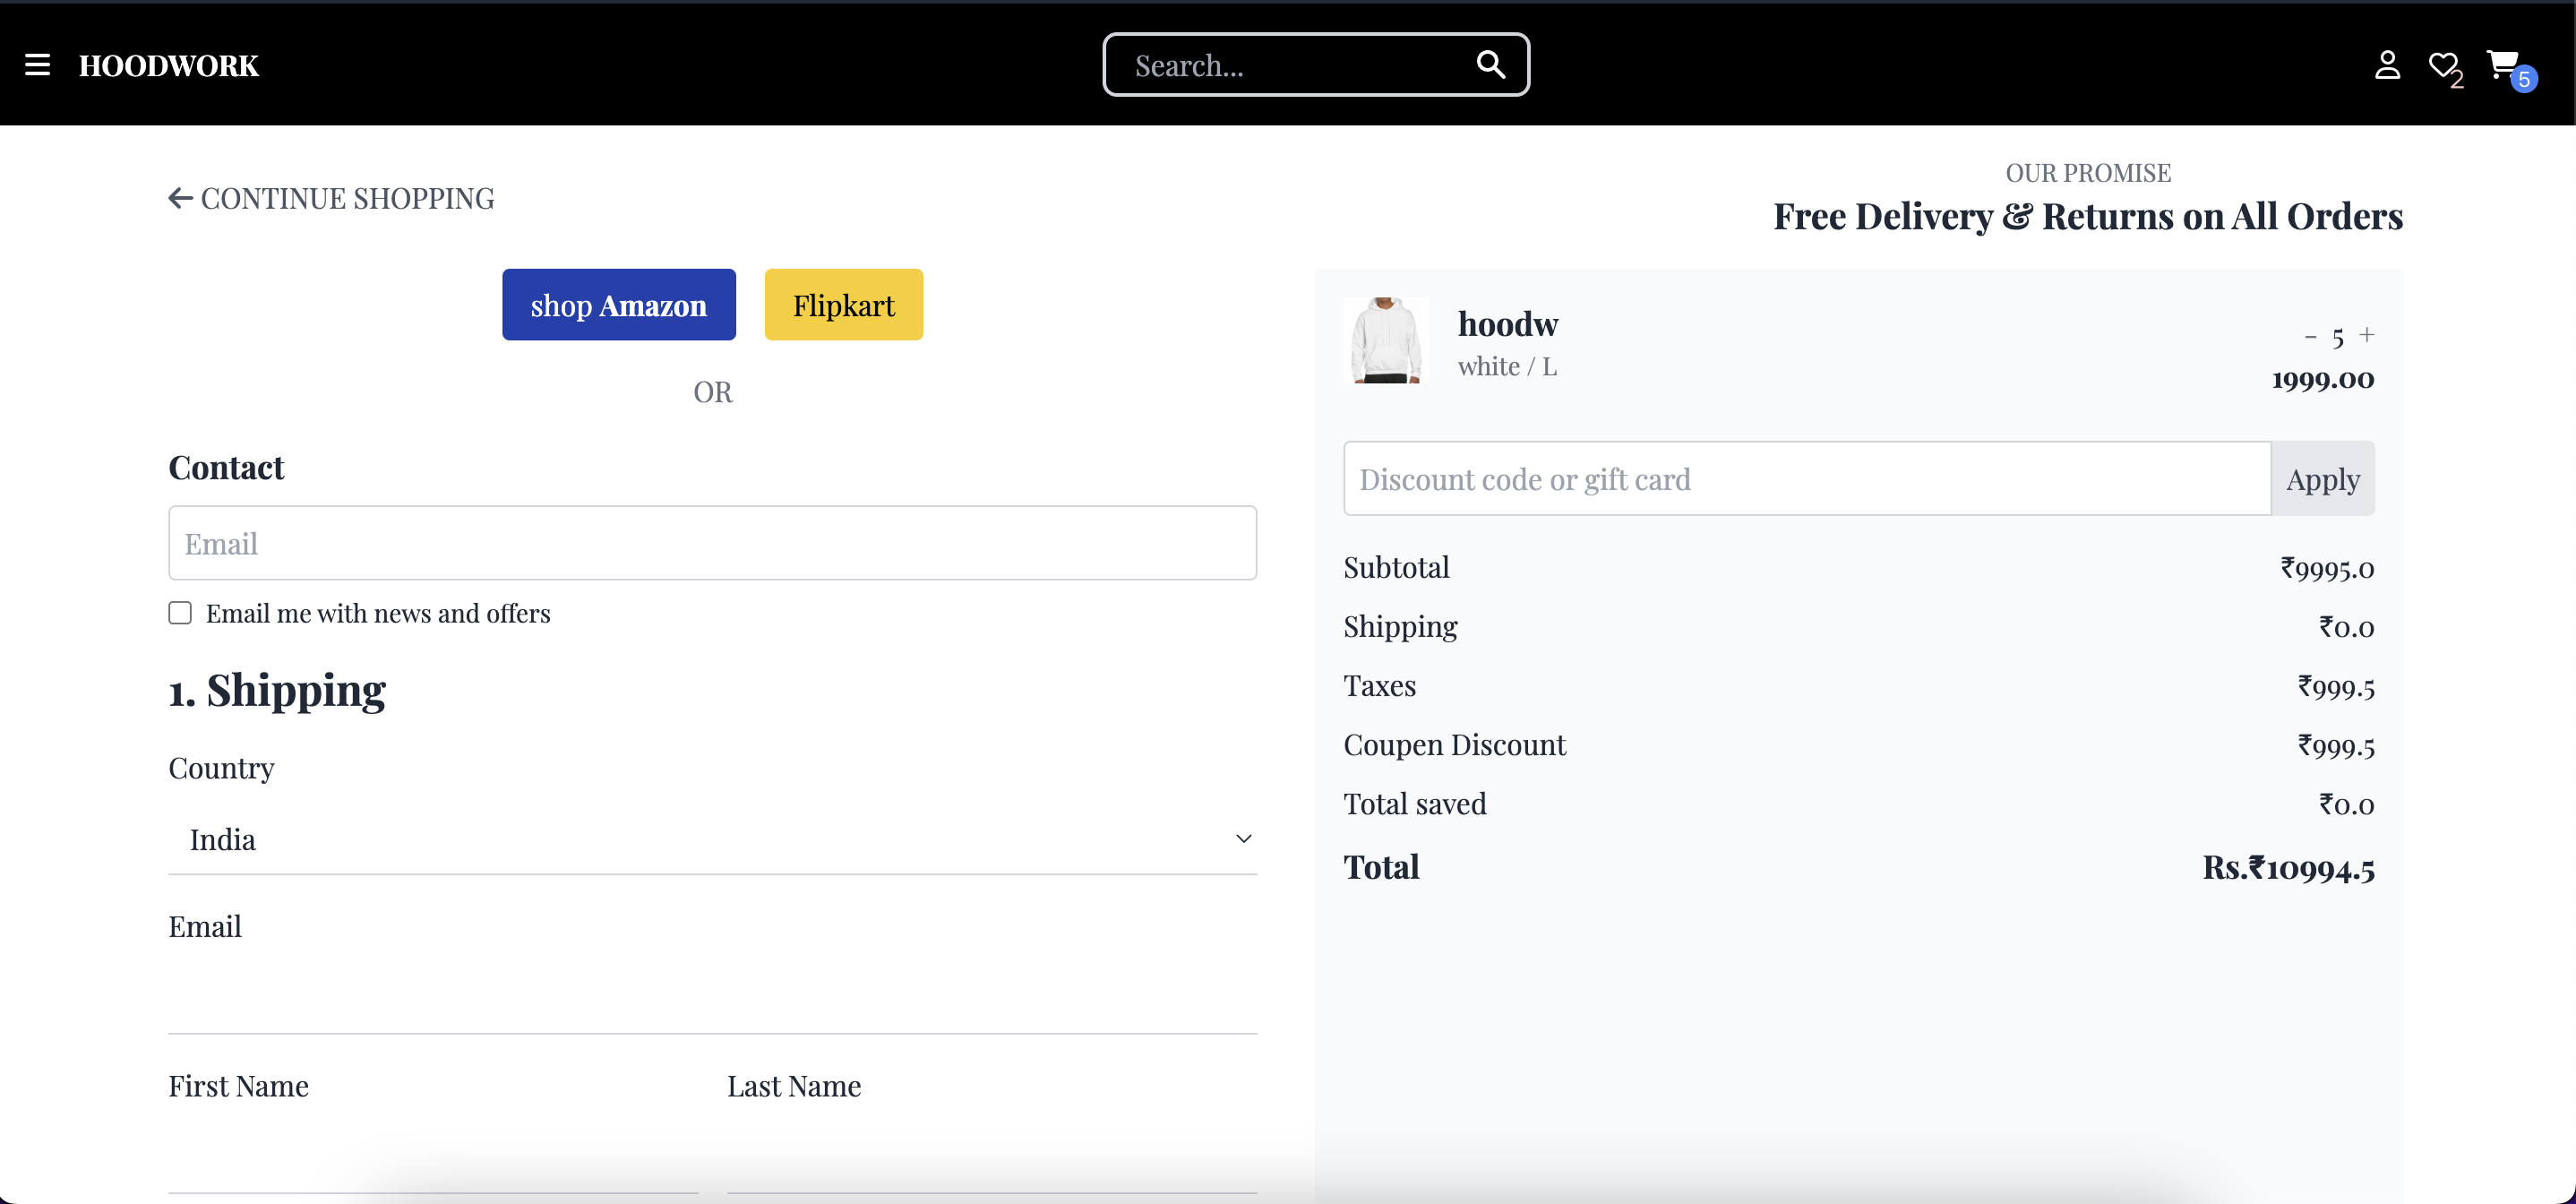 HOODWORK
Search...
2
5
CONTINUE SHOPPING
OUR PROMISE
Free Delivery & Returns on All Orders
shop Amazon
Flipkart
OR
Contact
Email
Email me with news and offers
1. Shipping
Country
India
Email
First Name
Last Name
hoodw
white / L
- 5 +
1999.00
Discount code or gift card
Apply
Subtotal ₹9995.0
Shipping ₹0.0
Taxes ₹999.5
Coupen Discount ₹999.5
Total saved ₹0.0
Total Rs.₹10994.5